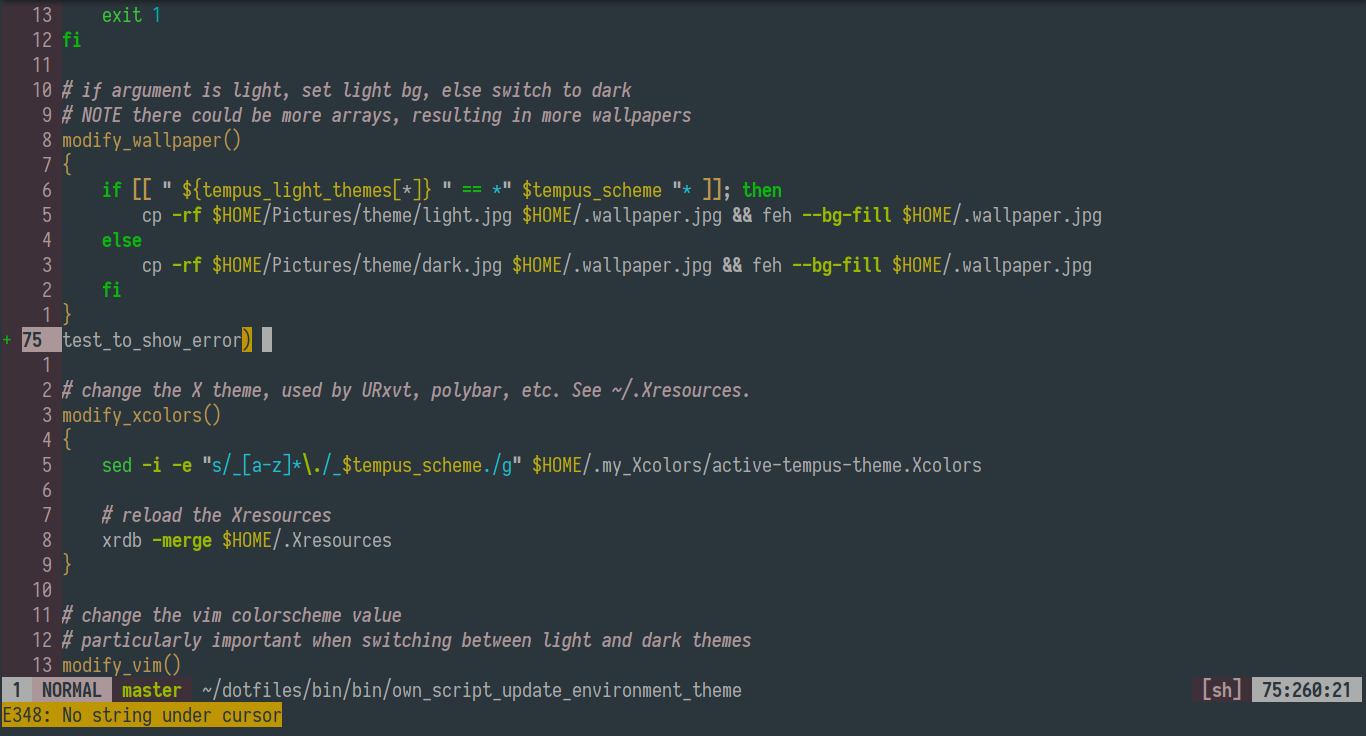 13     exit 1
12 fi
11
10 # if argument is light, set light bg, else switch to dark
9 # NOTE there could be more arrays, resulting in more wallpapers
8 modify_wallpaper()
7 {
6     if [[ " ${tempus_light_themes[*]} " == *" $tempus_scheme "* ]]; then
5         cp -rf $HOME/Pictures/theme/light.jpg $HOME/.wallpaper.jpg && feh --bg-fill $HOME/.wallpaper.jpg
4     else
3         cp -rf $HOME/Pictures/theme/dark.jpg $HOME/.wallpaper.jpg && feh --bg-fill $HOME/.wallpaper.jpg
2     fi
1 }
+ 75 test_to_show_error)
1
2 # change the X theme, used by URxvt, polybar, etc. See ~/.Xresources.
3 modify_xcolors()
4 {
5     sed -i -e "s/_[a-z]*\./_$tempus_scheme./g" $HOME/.my_Xcolors/active-tempus-theme.Xcolors
6
7     # reload the Xresources
8     xrdb -merge $HOME/.Xresources
9 }
10
11 # change the vim colorscheme value
12 # particularly important when switching between light and dark themes
13 modify_vim()
1 NORMAL master ~/dotfiles/bin/bin/own_script_update_environment_theme [sh] 75:260:21
E348: No string under cursor